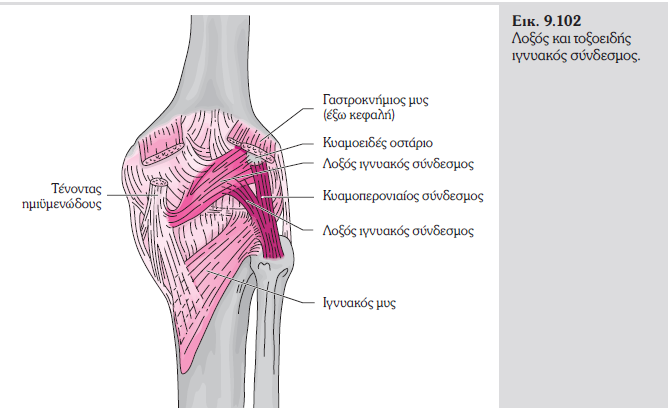 Εικ. 9.102
Λοξός και τοξοειδής
ιγνυακός σύνδεσμος.
Γαστροκνήμιος μυς
(έξω κεφαλή)
Κυαμοειδές οστάριο
Λοξός ιγνυακός σύνδεσμος
Τένοντας
ημιϋμενώδους
Κυαμοπερονιαίος σύνδεσμος
Λοξός ιγνυακός σύνδεσμος
Ιγνυακός μυς